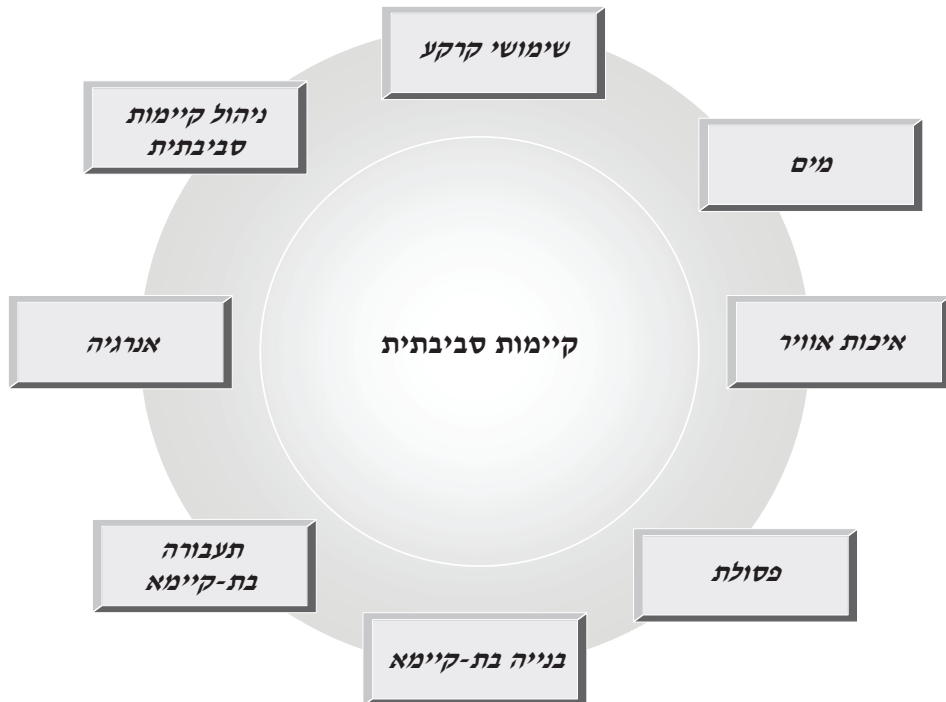 שימושי קרקע
ניהול קיימות
סביבתית
מים
אנרגיה
קיימות סביבתית
איכות אוויר
תעבורה
בת-קיימא
פסולת
בנייה בת-קיימא